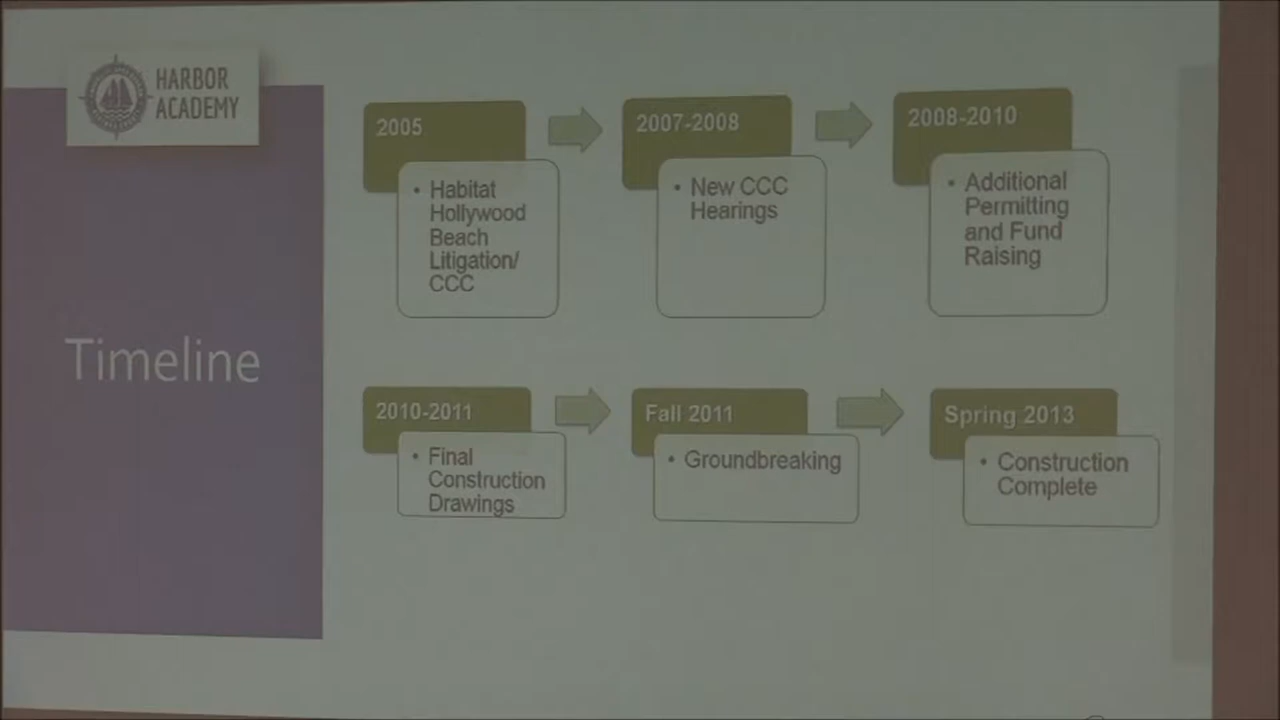 HARBOR
ACADEMY
Timeline
2005
• Habitat
Hollywood
Beach
Litigation/
CCC
2007-2008
• New CCC
Hearings
2008-2010
• Additional
Permitting
and Fund
Raising
2010-2011
• Final
Construction
Drawings
Fall 2011
• Groundbreaking
Spring 2013
• Construction
Complete